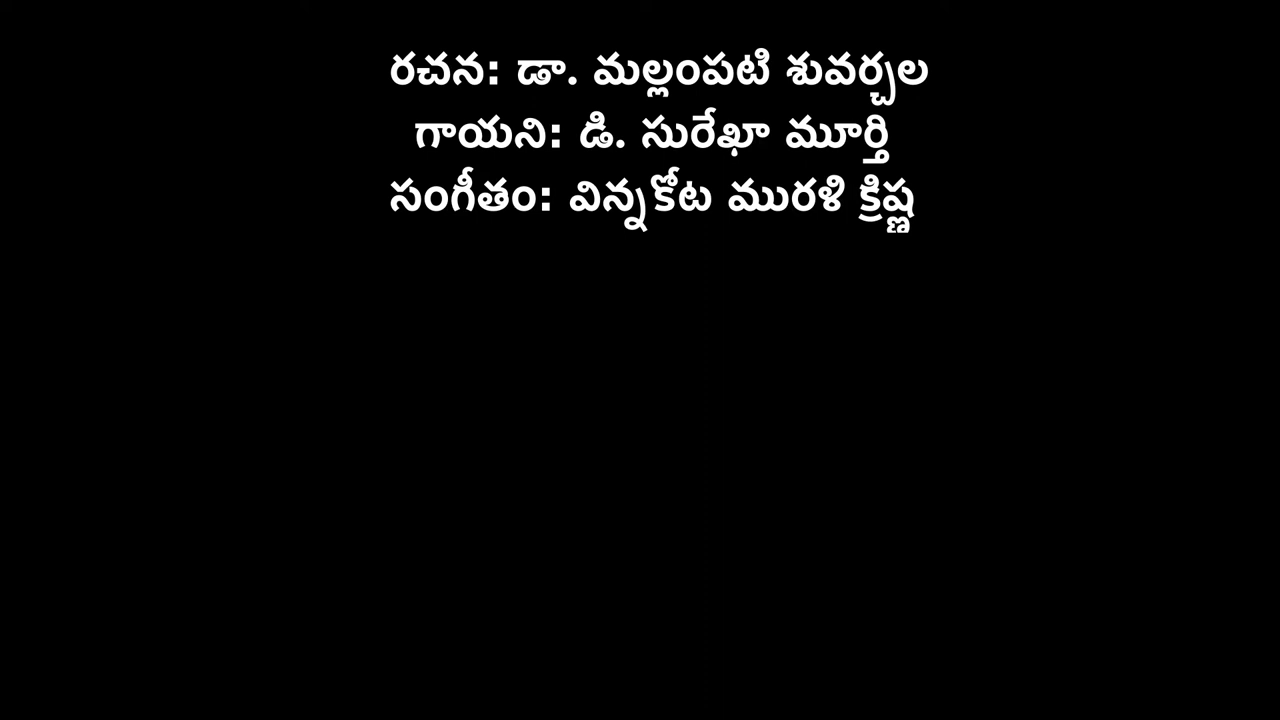 రచన: డా. మల్లంపటి శువర్చల
గాయని: డి. సురేఖా మూర్తి
సంగీతం: విన్నకోట మురళి క్రిష్ణ